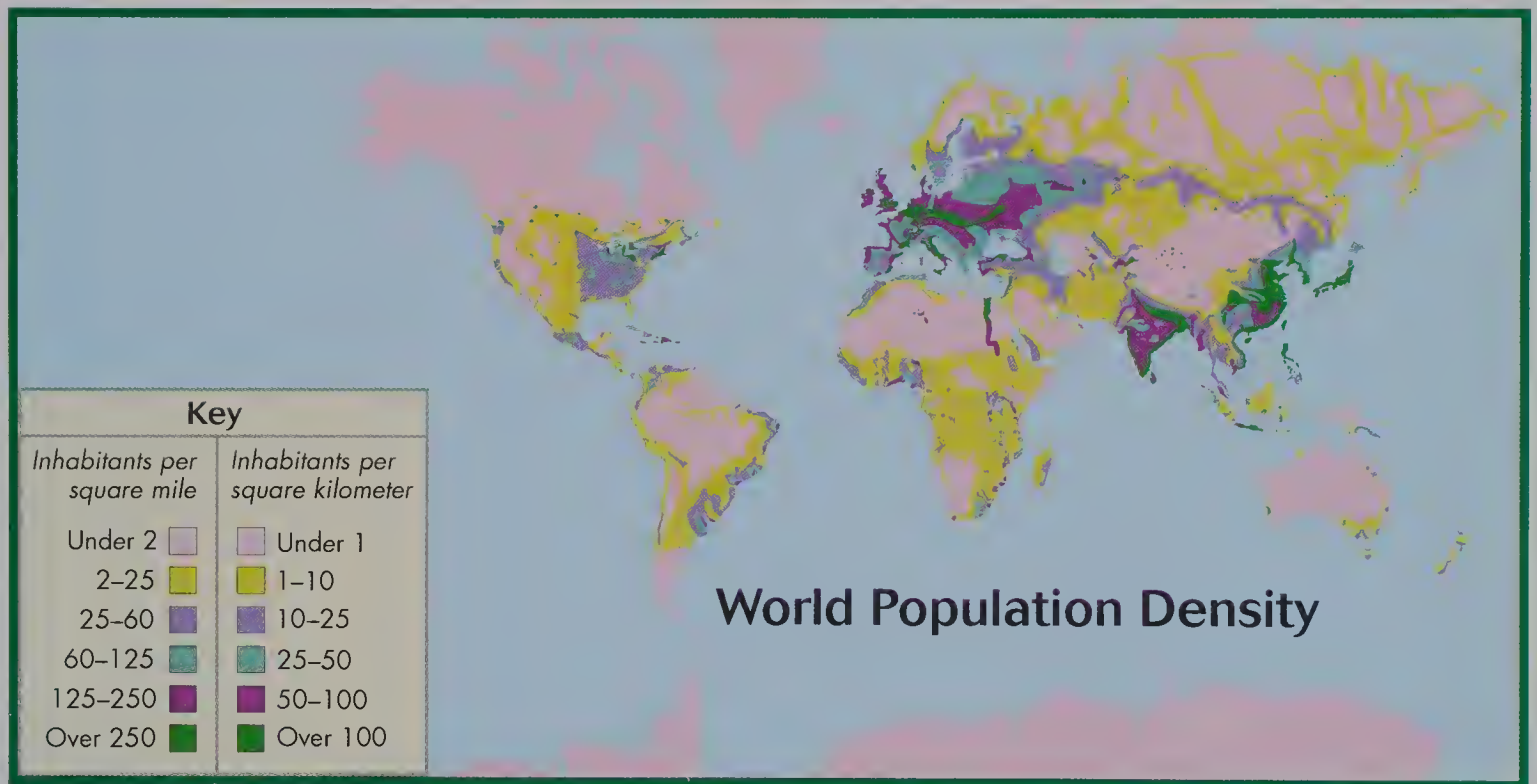 Key
Inhabitants per
square mile
Inhabitants per
square kilometer
Under 2
Under 1
2–25
1–10
25–60
10–25
60–125
25–50
125–250
50–100
Over 250
Over 100
World Population Density